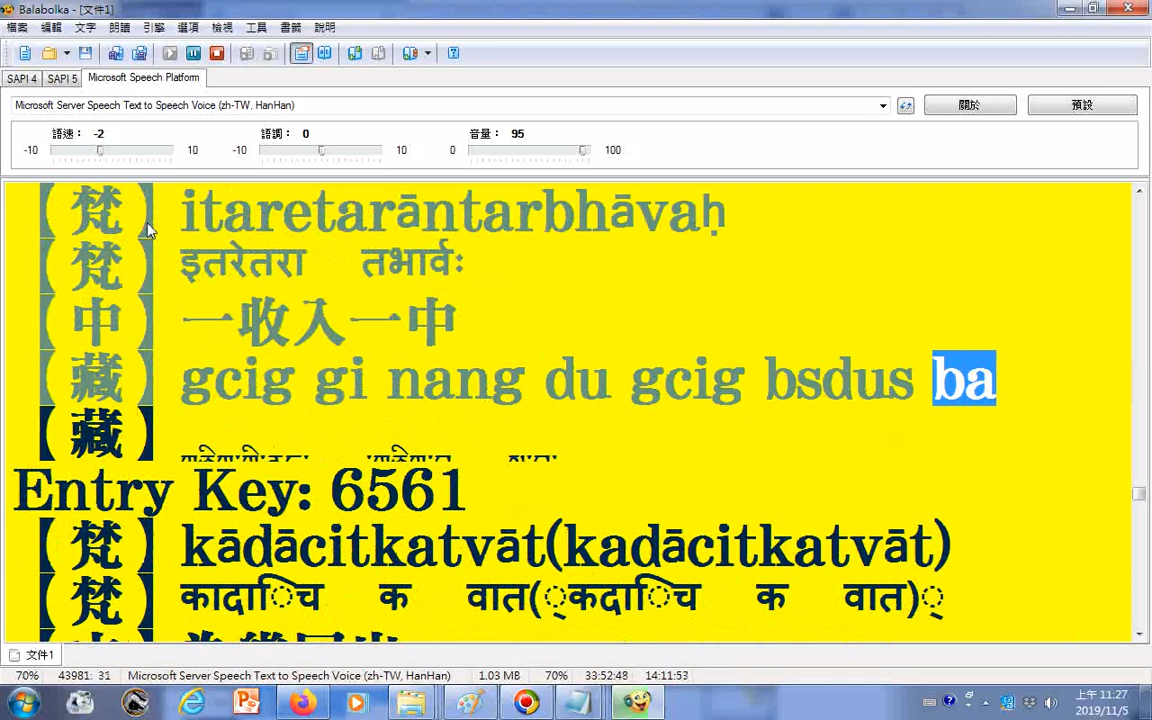 Balabolka - [文件1]
檔案 編輯 文字 朗讀 引擎 選項 檢視 工具 書籤 說明
SAPI 4 SAPI 5 Microsoft Speech Platform
Microsoft Server Speech Text to Speech Voice (zh-TW, HanHan) 關於 預設
語速： -2 語調： 0 音量： 95
-10 10 -10 10 0 100
【梵】 itaretarāntarbhāvaḥ
【梵】 इतरेतरा तर्भावः
【中】 一收入一中
【藏】 gcig gi nang du gcig bsdus ba
【藏】
Entry Key: 6561
【梵】 kādācitkatvāt(kadācitkatvāt)
【梵】 कादाि​च क वात(्कदाि​च क वात)्
文件1
70% 43981: 31 Microsoft Server Speech Text to Speech Voice (zh-TW, HanHan) 1.03 MB 70% 33:52:48 14:11:53
上午 11:27
2019/11/5